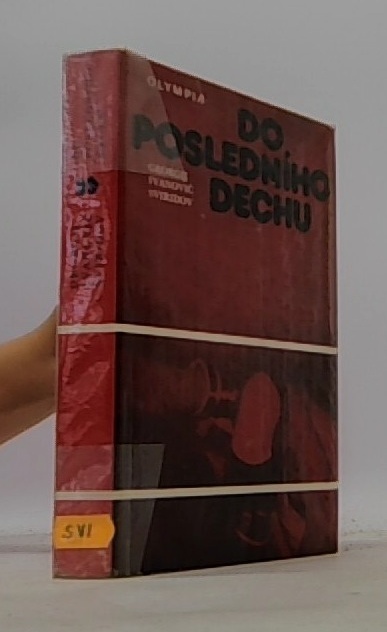 OLYMPIA
DO
POSLEDNÍHO
DECHU
GEORGIJ
IVANOVIČ
SVIRIDOV
SVI